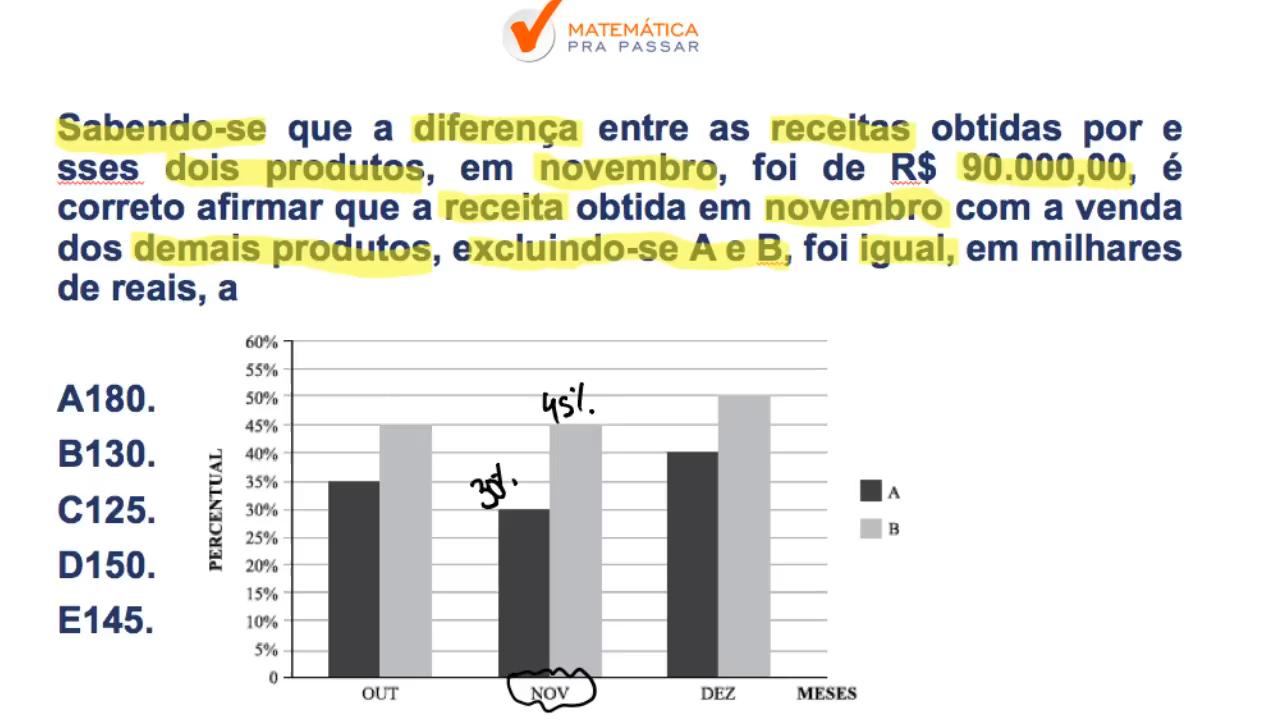 MATEMÁTICA
PRA PASSAR
Sabendo-se que a diferença entre as receitas obtidas por e
sses dois produtos, em novembro, foi de R$ 90.000,00, é
correto afirmar que a receita obtida em novembro com a venda
dos demais produtos, excluindo-se A e B, foi igual, em milhares
de reais, a
A180.
B130.
C125.
D150.
E145.
PERCENTUAL
60%
55%
50%
45%
40%
35%
30%
25%
20%
15%
10%
5%
0
30%.
45%.
OUT NOV DEZ MESES
A
B